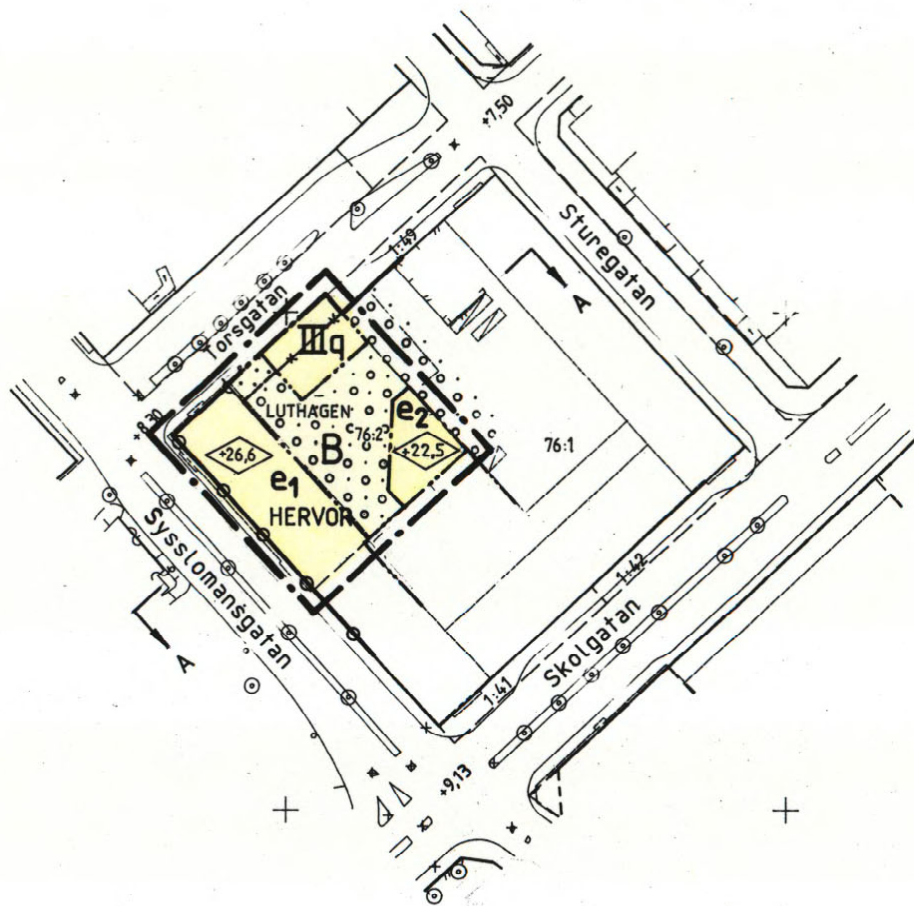 +7,50
Sturegatan
1:49
A
Torsgatan
IIIq
LUTHAGEN
e2
+8,30
76:2
+26,6
B
+22,5
76:1
e1
HERVOR
Sysslomansgatan
1:42
A
Skolgatan
1:41
+9,13